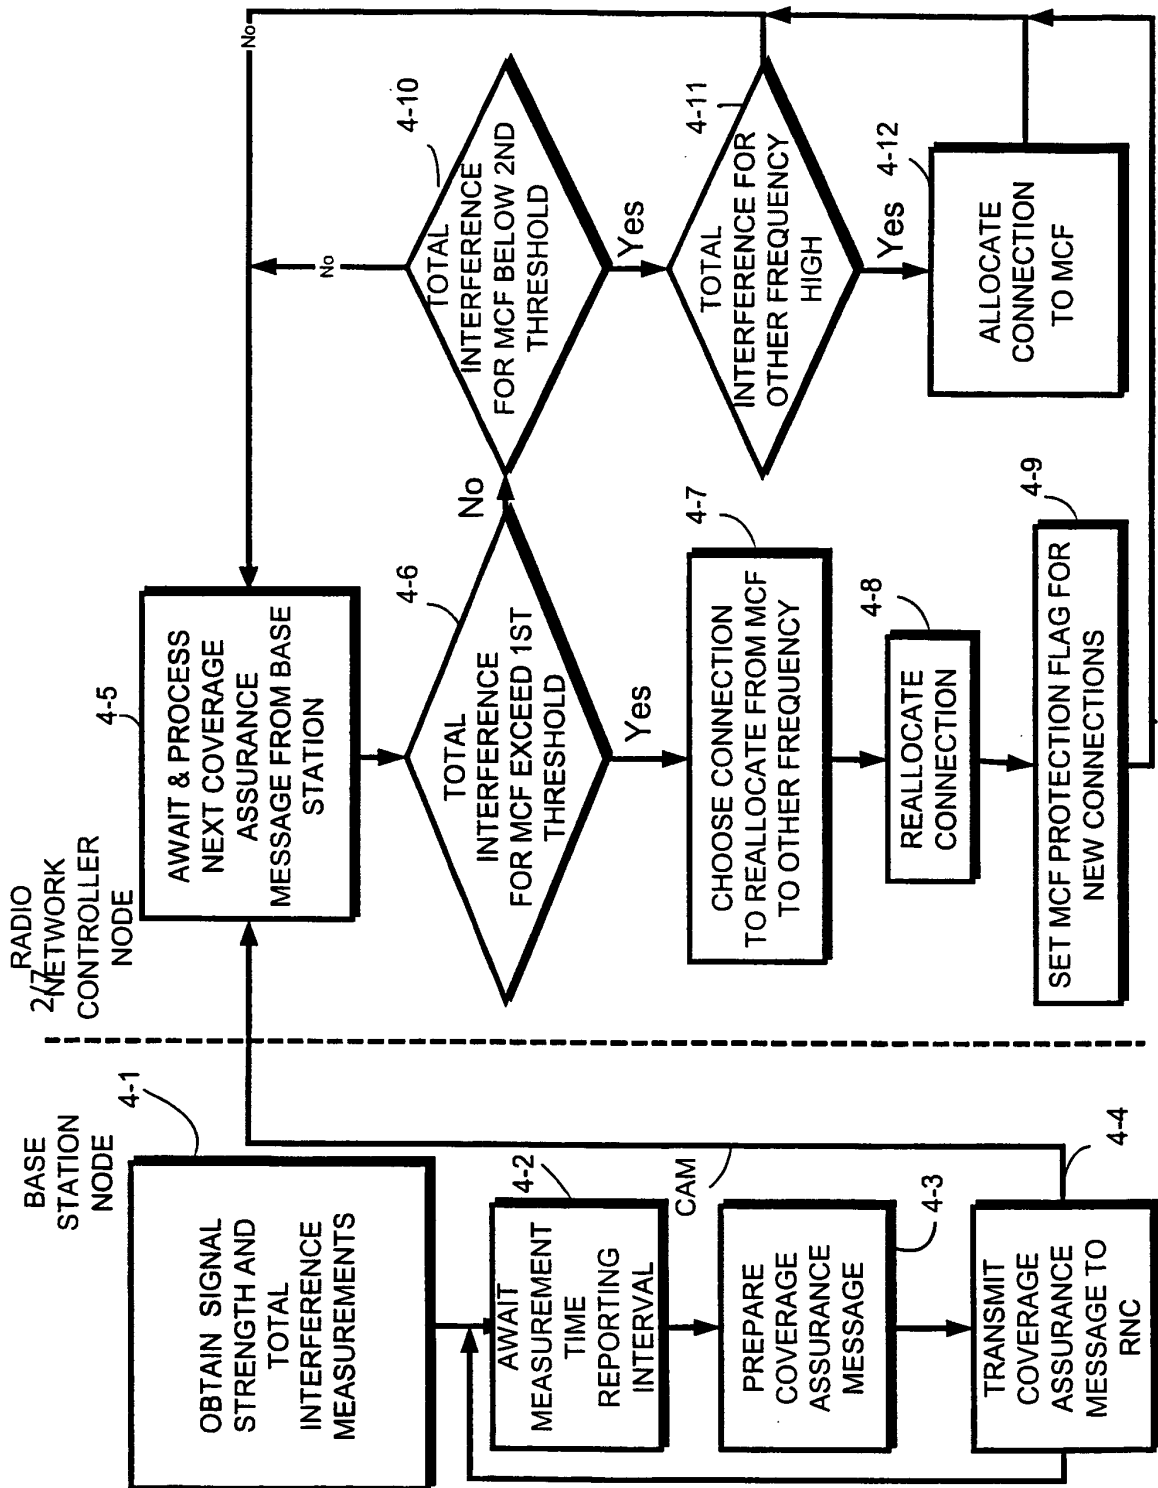 BASE
STATION
NODE
4-1
OBTAIN SIGNAL
STRENGTH AND
TOTAL
INTERFERENCE
MEASUREMENTS
4-2
AWAIT
MEASUREMENT
TIME
REPORTING
INTERVAL
CAM
4-3
PREPARE
COVERAGE
ASSURANCE
MESSAGE
4-4
TRANSMIT
COVERAGE
ASSURANCE
MESSAGE TO
RNC
2/7
RADIO
NETWORK
CONTROLLER
NODE
4-5
AWAIT & PROCESS
NEXT COVERAGE
ASSURANCE
MESSAGE FROM BASE
STATION
4-6
TOTAL
INTERFERENCE
FOR MCF EXCEED 1ST
THRESHOLD
No
Yes
4-7
CHOOSE CONNECTION
TO REALLOCATE FROM MCF
TO OTHER FREQUENCY
4-8
REALLOCATE
CONNECTION
4-9
SET MCF PROTECTION FLAG FOR
NEW CONNECTIONS
No
No
4-10
TOTAL
INTERFERENCE
FOR MCF BELOW 2ND
THRESHOLD
Yes
4-11
TOTAL
INTERFERENCE FOR
OTHER FREQUENCY
HIGH
Yes
4-12
ALLOCATE
CONNECTION
TO MCF